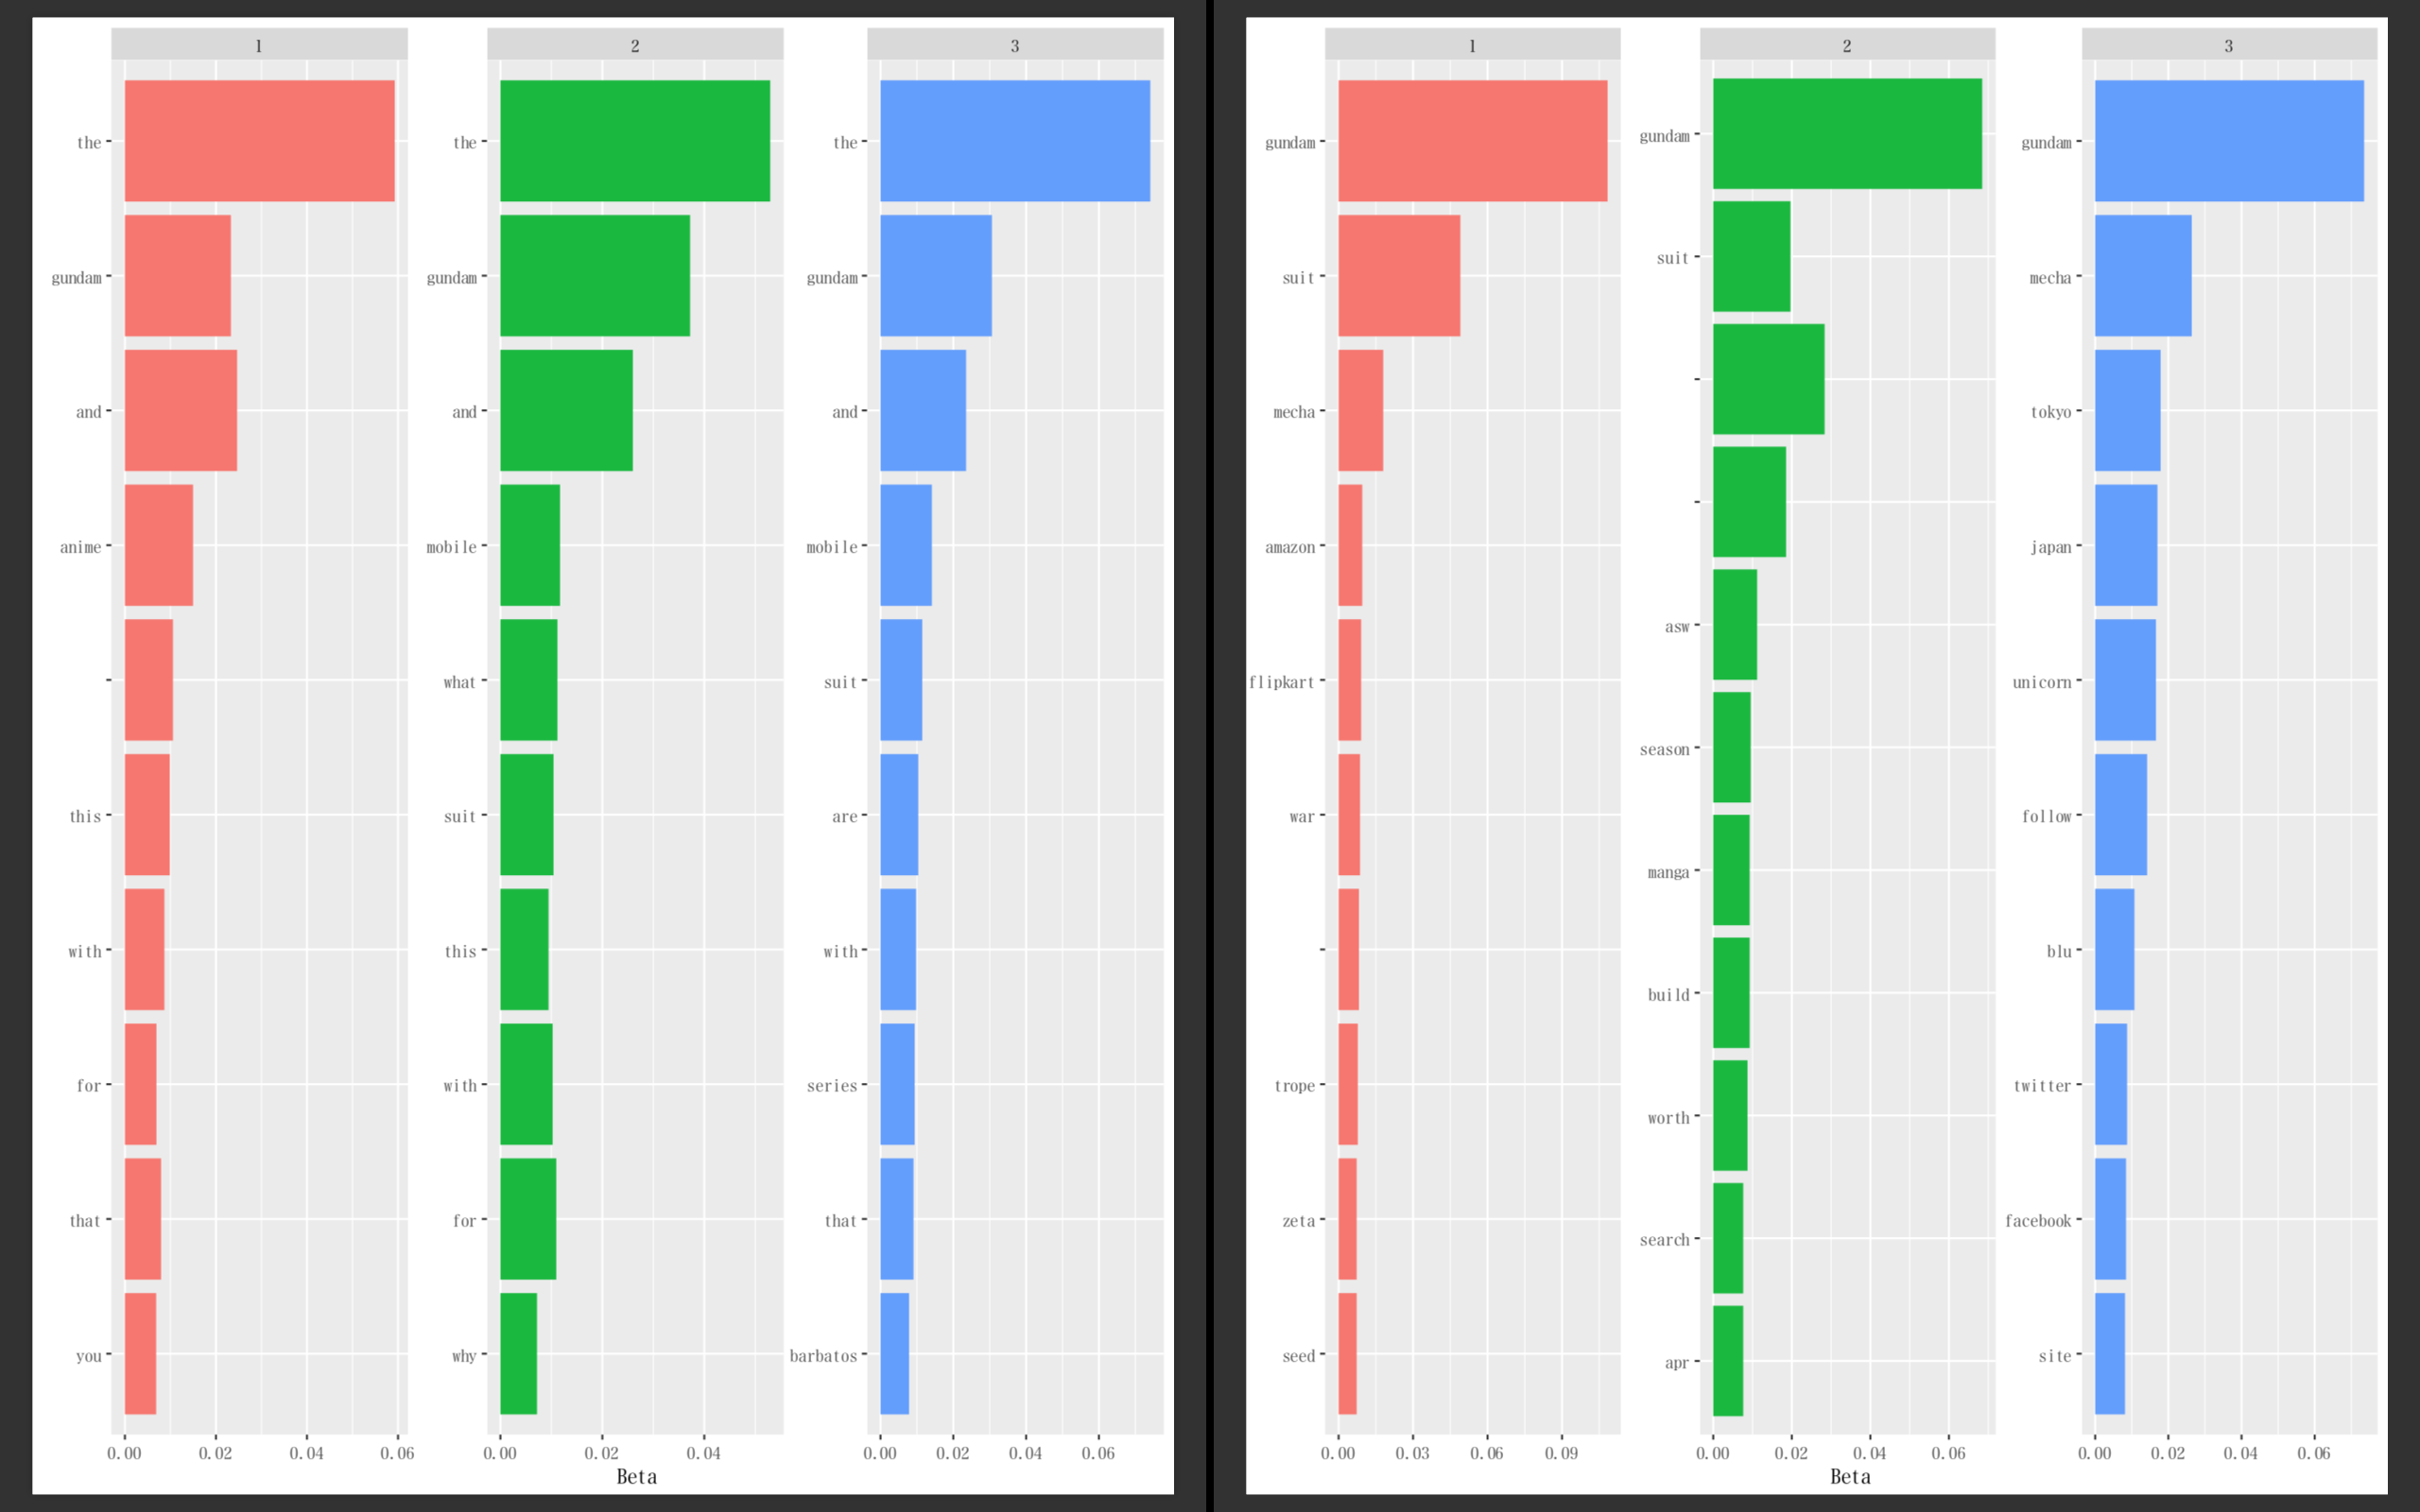 1
the
gundam
and
anime
this
with
for
that
you
0.00 0.02 0.04 0.06
2
the
gundam
and
mobile
what
suit
this
with
for
why
0.00 0.02 0.04
3
the
gundam
and
mobile
suit
are
with
series
that
barbatos
0.00 0.02 0.04 0.06
Beta
1
gundam
suit
mecha
amazon
flipkart
war
trope
zeta
seed
0.00 0.03 0.06 0.09
2
gundam
suit
asw
season
manga
build
worth
search
apr
0.00 0.02 0.04 0.06
3
gundam
mecha
tokyo
japan
unicorn
follow
blu
twitter
facebook
site
0.00 0.02 0.04 0.06
Beta